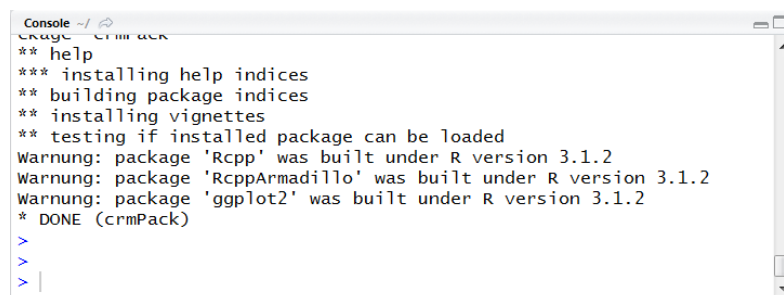 Console ~/
ckage 'crmPack'
** help
*** installing help indices
** building package indices
** installing vignettes
** testing if installed package can be loaded
Warnung: package 'Rcpp' was built under R version 3.1.2
Warnung: package 'RcppArmadillo' was built under R version 3.1.2
Warnung: package 'ggplot2' was built under R version 3.1.2
* DONE (crmPack)
>
>
>